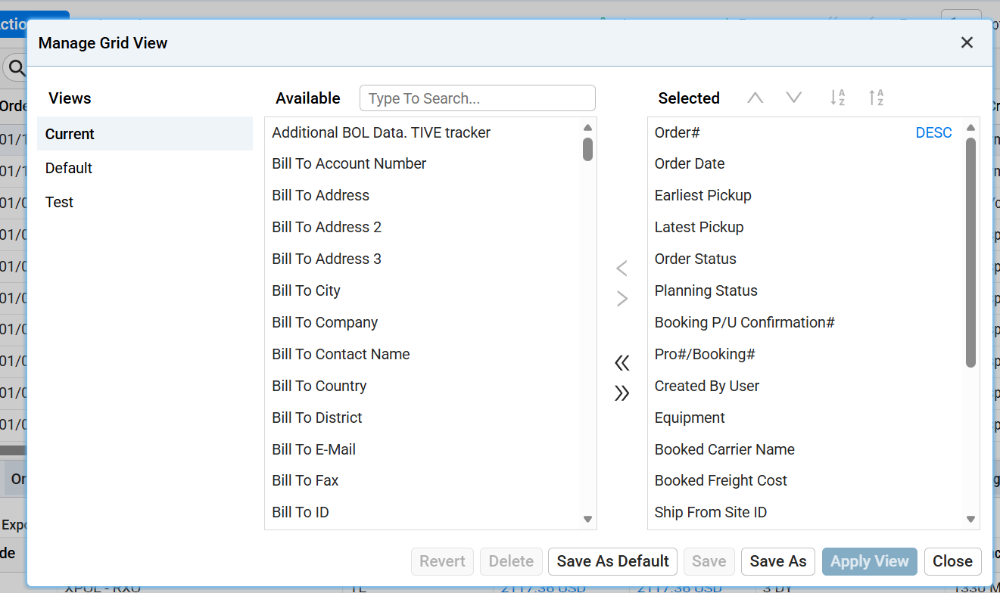 Manage Grid View
Views
Current
Default
Test
Available
Type To Search...
Additional BOL Data. TIVE tracker
Bill To Account Number
Bill To Address
Bill To Address 2
Bill To Address 3
Bill To City
Bill To Company
Bill To Contact Name
Bill To Country
Bill To District
Bill To E-Mail
Bill To Fax
Bill To ID
Selected
Order# DESC
Order Date
Earliest Pickup
Latest Pickup
Order Status
Planning Status
Booking P/U Confirmation#
Pro#/Booking#
Created By User
Equipment
Booked Carrier Name
Booked Freight Cost
Ship From Site ID
Revert Delete Save As Default Save Save As Apply View Close